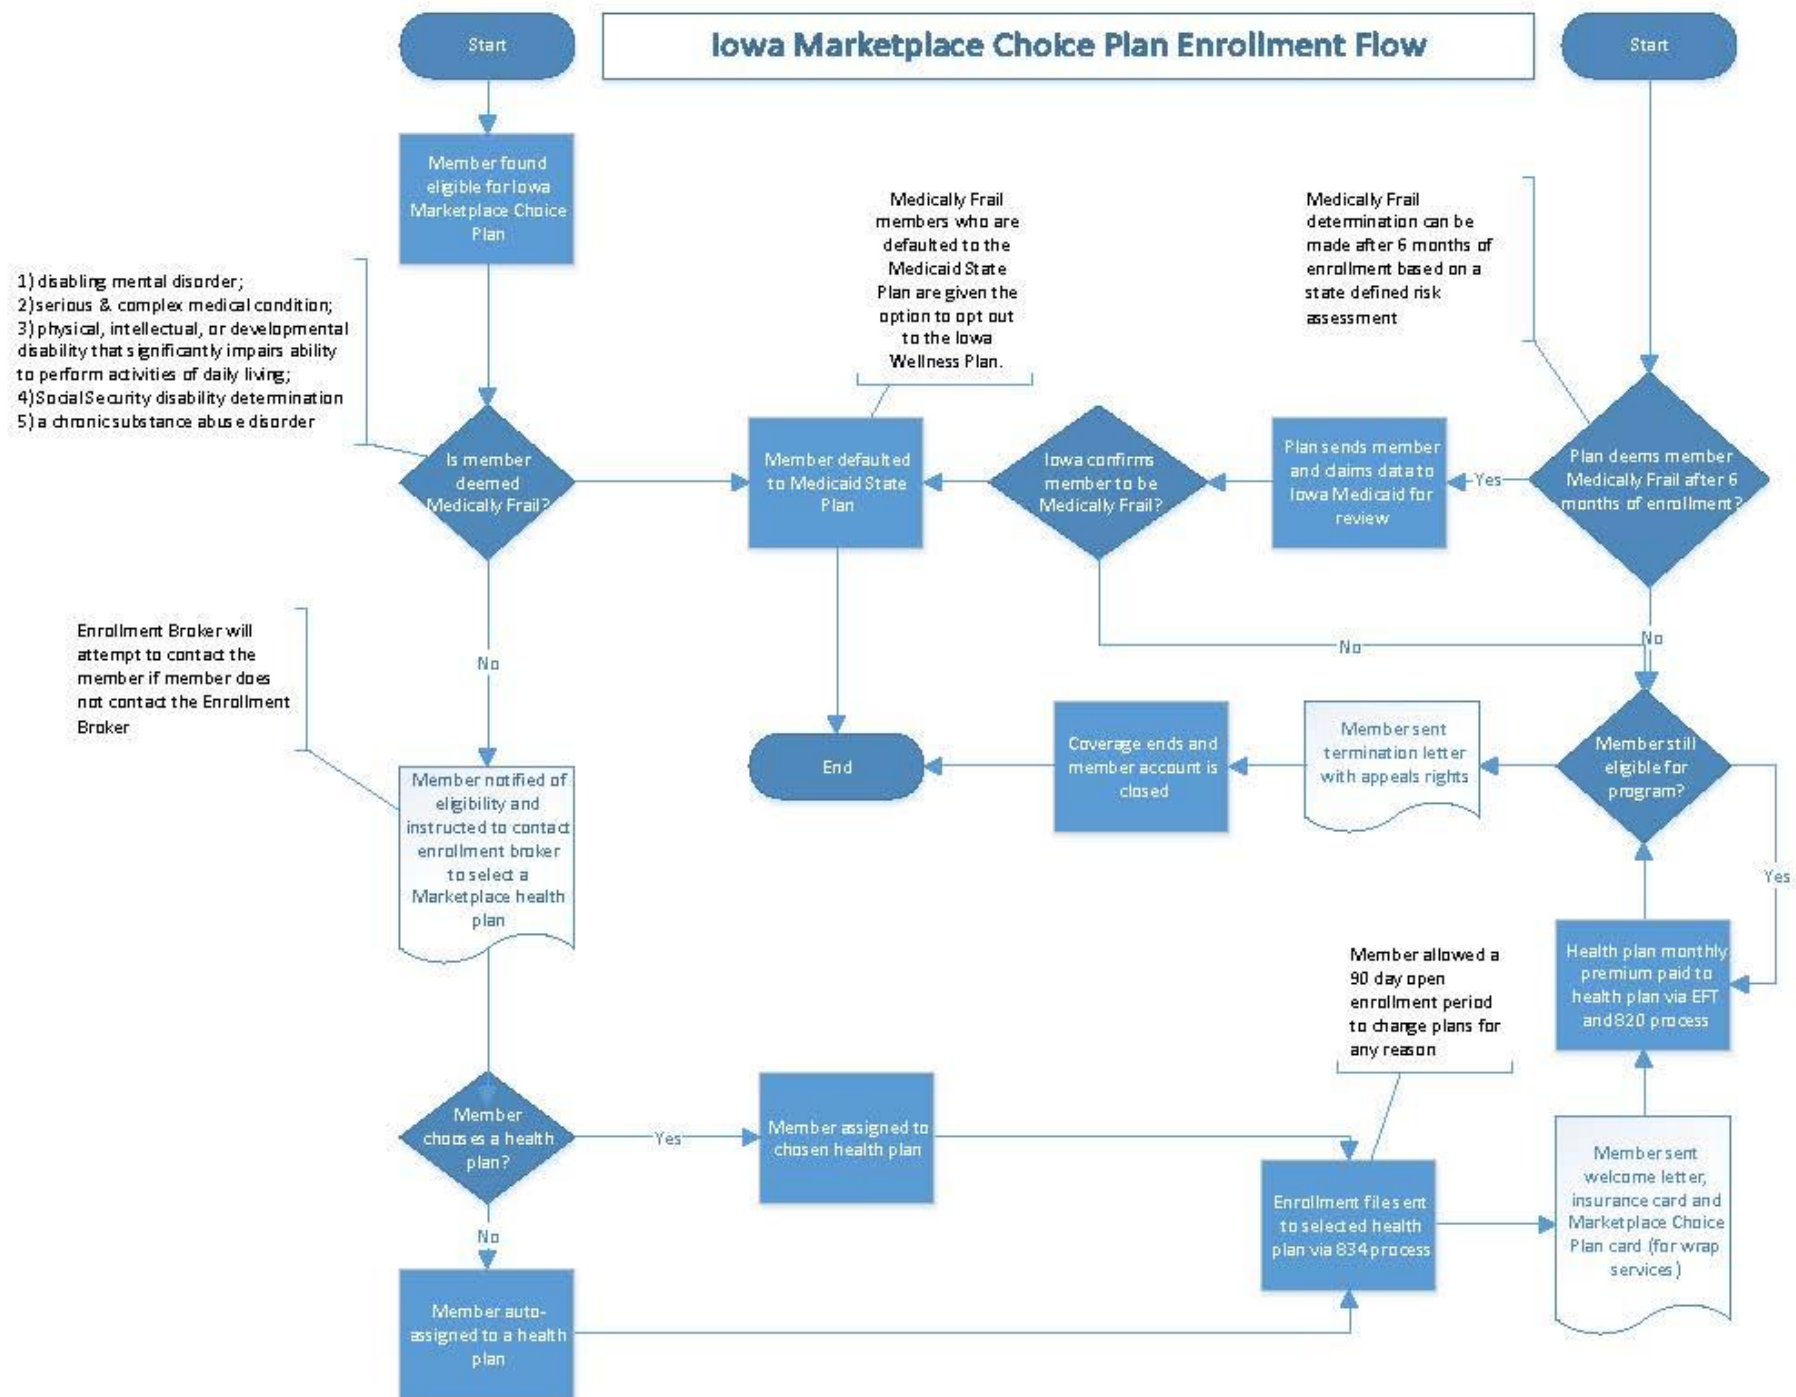 Start
Iowa Marketplace Choice Plan Enrollment Flow
Start
Member found
eligible for Iowa
Marketplace Choice
Plan
1) disabling mental disorder;
2) serious & complex medical condition;
3) physical, intellectual, or developmental
disability that significantly impairs ability
to perform activities of daily living;
4) Social Security disability determination
5) a chronic substance abuse disorder
Medically Frail
members who are
defaulted to the
Medicaid State
Plan are given the
option to opt out
to the Iowa
Wellness Plan.
Medically Frail
determination can be
made after 6 months of
enrollment based on a
state defined risk
assessment
Is member
deemed
Medically Frail?
Member defaulted
to Medicaid State
Plan
Iowa confirms
member to be
Medically Frail?
Plan sends member
and claims data to
Iowa Medicaid for
review
Yes
Plan deems member
Medically Frail after 6
months of enrollment?
No
No
No
Enrollment Broker will
attempt to contact the
member if member does
not contact the Enrollment
Broker
Member notified of
eligibility and
instructed to contact
enrollment broker
to select a
Marketplace health
plan
End
Coverage ends and
member account is
closed
Member sent
termination letter
with appeals rights
Member still
eligible for
program?
Yes
Health plan monthly
premium paid to
health plan via EFT
and 820 process
Member allowed a
90 day open
enrollment period
to change plans for
any reason
Member
chooses a health
plan?
Yes
Member assigned to
chosen health plan
Enrollment file sent
to selected health
plan via 834 process
Member sent
welcome letter,
insurance card and
Marketplace Choice
Plan card (for wrap
services)
No
Member auto-
assigned to a health
plan